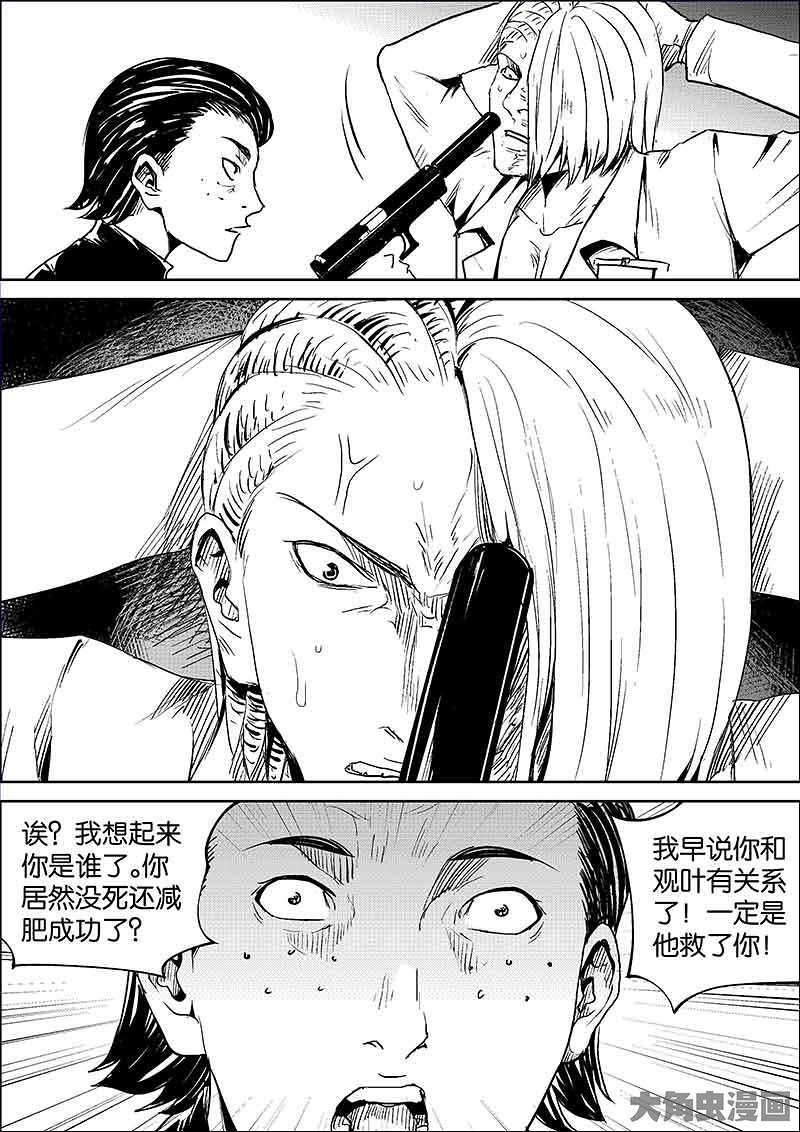 诶？我想起来
你是谁了。你
居然没死还减
肥成功了？
我早说你和
观叶有关系
了！一定是
他救了你！
大角虫漫画